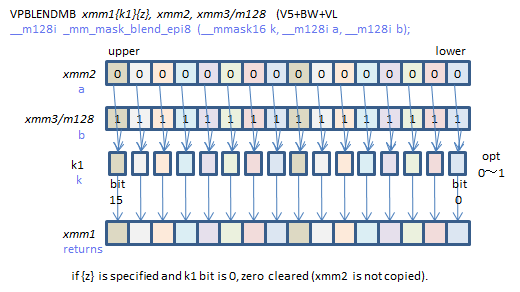 VPBLENDMB xmm1{k1}{z}, xmm2, xmm3/m128 (V5+BW+VL
__m128i _mm_mask_blend_epi8 (__mmask16 k, __m128i a, __m128i b);
upper lower
xmm2 0 0 0 0 0 0 0 0 0 0 0 0 0 0 0 0
a
xmm3/m128 1 1 1 1 1 1 1 1 1 1 1 1 1 1 1 1
b
k1 opt
k 0～1
bit bit
15 0
xmm1
returns
if {z} is specified and k1 bit is 0, zero cleared (xmm2 is not copied).